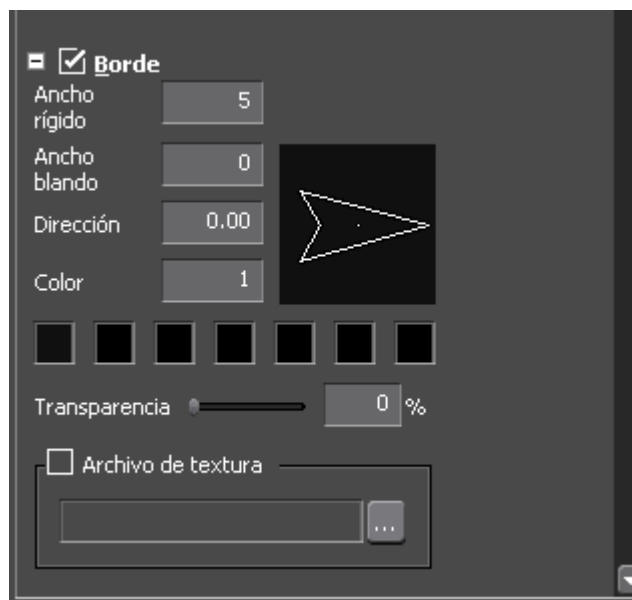 Borde
Ancho
rígido
5
Ancho
blando
0
Dirección
0.00
Color
1
Transparencia
0 %
Archivo de textura
...